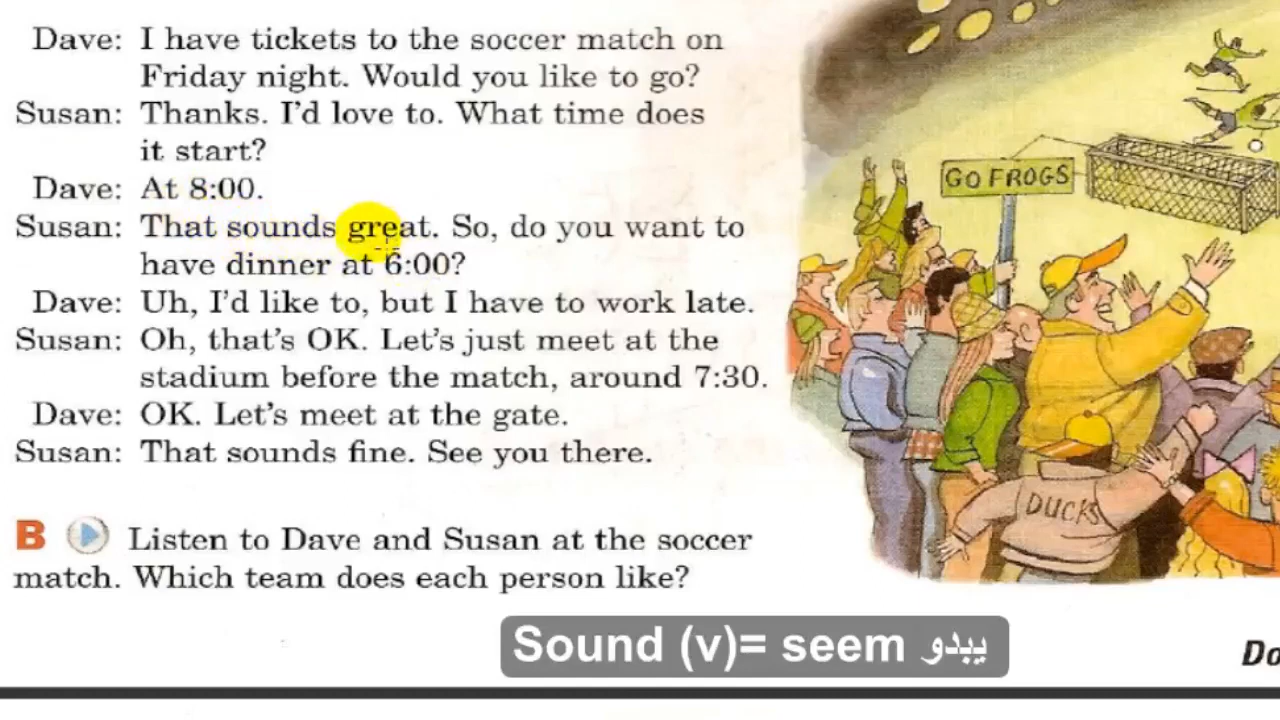 Dave: I have tickets to the soccer match on
Friday night. Would you like to go?
Susan: Thanks. I'd love to. What time does
it start?
Dave: At 8:00.
Susan: That sounds great. So, do you want to
have dinner at 6:00?
Dave: Uh, I'd like to, but I have to work late.
Susan: Oh, that's OK. Let's just meet at the
stadium before the match, around 7:30.
Dave: OK. Let's meet at the gate.
Susan: That sounds fine. See you there.
GO FROGS
DUCKS
B Listen to Dave and Susan at the soccer
match. Which team does each person like?
Sound (v)= seem يبدو
Do